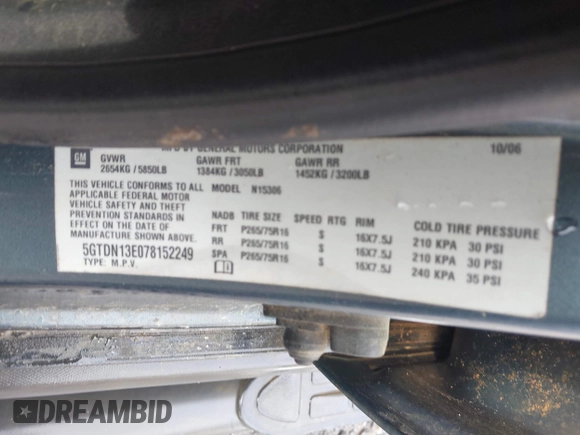 MFD BY GENERAL MOTORS CORPORATION 10/06
GM
GVWR GAWR FRT GAWR RR
2654KG / 5850LB 1384KG / 3050LB 1452KG / 3200LB
THIS VEHICLE CONFORMS TO ALL MODEL N15306
APPLICABLE FEDERAL MOTOR
VEHICLE SAFETY AND THEFT
PREVENTION STANDARDS IN
EFFECT ON THE DATE OF
MANUFACTURE SHOWN ABOVE.
5GTDN13E078152249
TYPE: M.P.V.
NADB TIRE SIZE SPEED RTG RIM COLD TIRE PRESSURE
FRT P265/75R16 S 16X7.5J 210 KPA 30 PSI
RR P265/75R16 S 16X7.5J 210 KPA 30 PSI
SPA P265/75R16 S 16X7.5J 240 KPA 35 PSI
DREAMBID